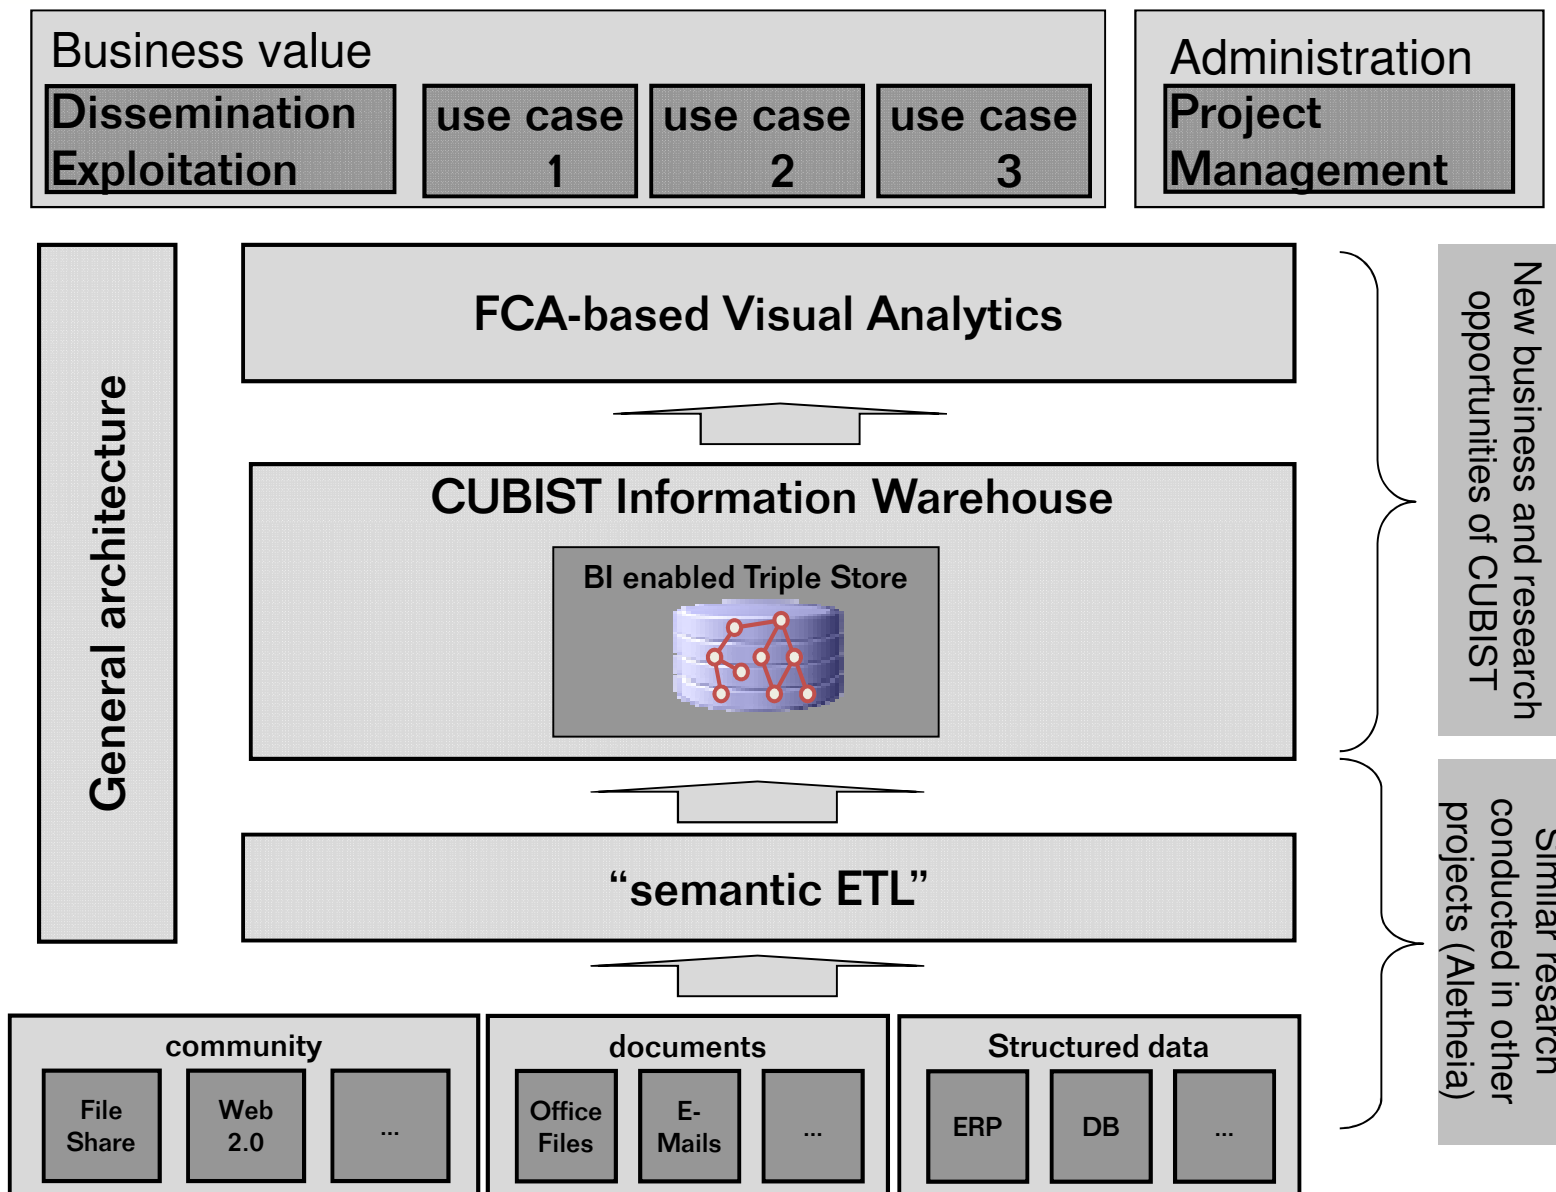 Business value
Dissemination
Exploitation
use case
1
use case
2
use case
3
Administration
Project
Management
General architecture
FCA-based Visual Analytics
CUBIST Information Warehouse
BI enabled Triple Store
“semantic ETL”
New business and research
opportunities of CUBIST
Similar resarch
conducted in other
projects (Aletheia)
community
File
Share
Web
2.0
...
documents
Office
Files
E-
Mails
...
Structured data
ERP
DB
...